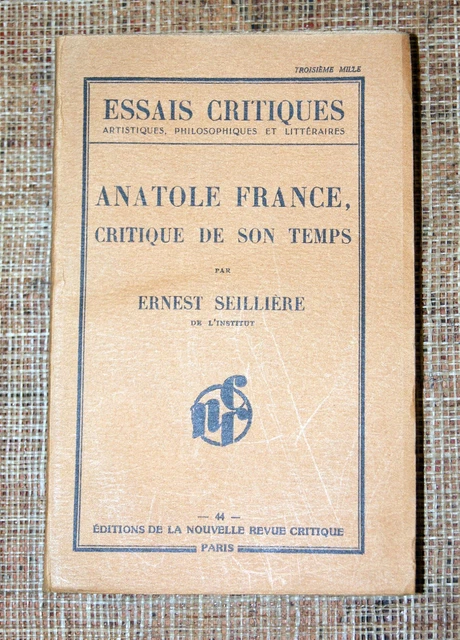 TROISIÈME MILLE
ESSAIS CRITIQUES
ARTISTIQUES, PHILOSOPHIQUES ET LITTÉRAIRES
ANATOLE FRANCE,
CRITIQUE DE SON TEMPS
PAR
ERNEST SEILLIÈRE
DE L'INSTITUT
nrc
— 44 —
ÉDITIONS DE LA NOUVELLE REVUE CRITIQUE
PARIS